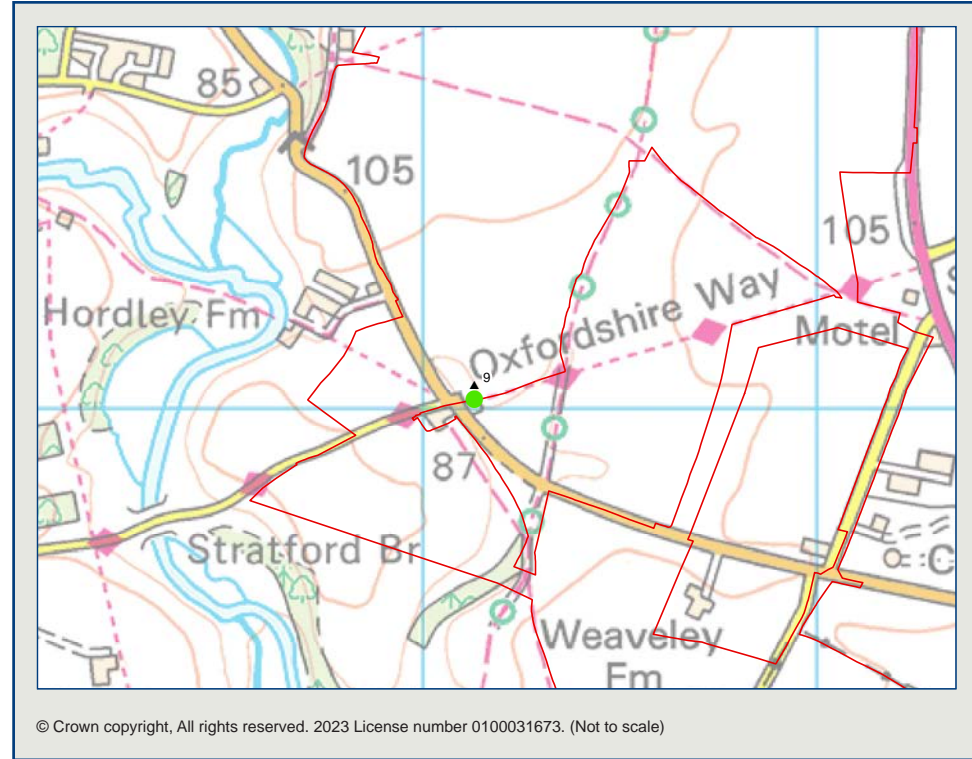 85
105
105
Hordley Fm
Oxfordshire Way
Motel
9
87
Stratford Br
Weaveley
Fm
© Crown copyright, All rights reserved. 2023 License number 0100031673. (Not to scale)